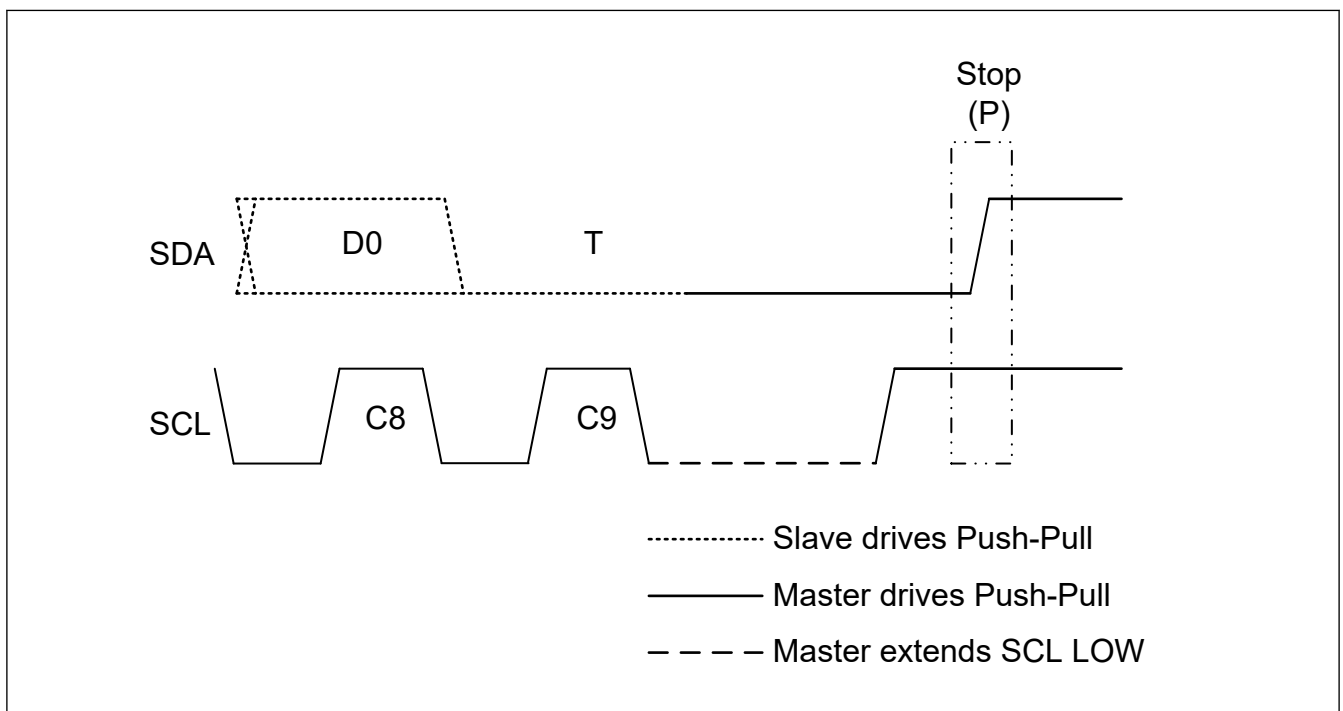 Stop
(P)
SDA
D0
T
SCL
C8
C9
Slave drives Push-Pull
Master drives Push-Pull
Master extends SCL LOW